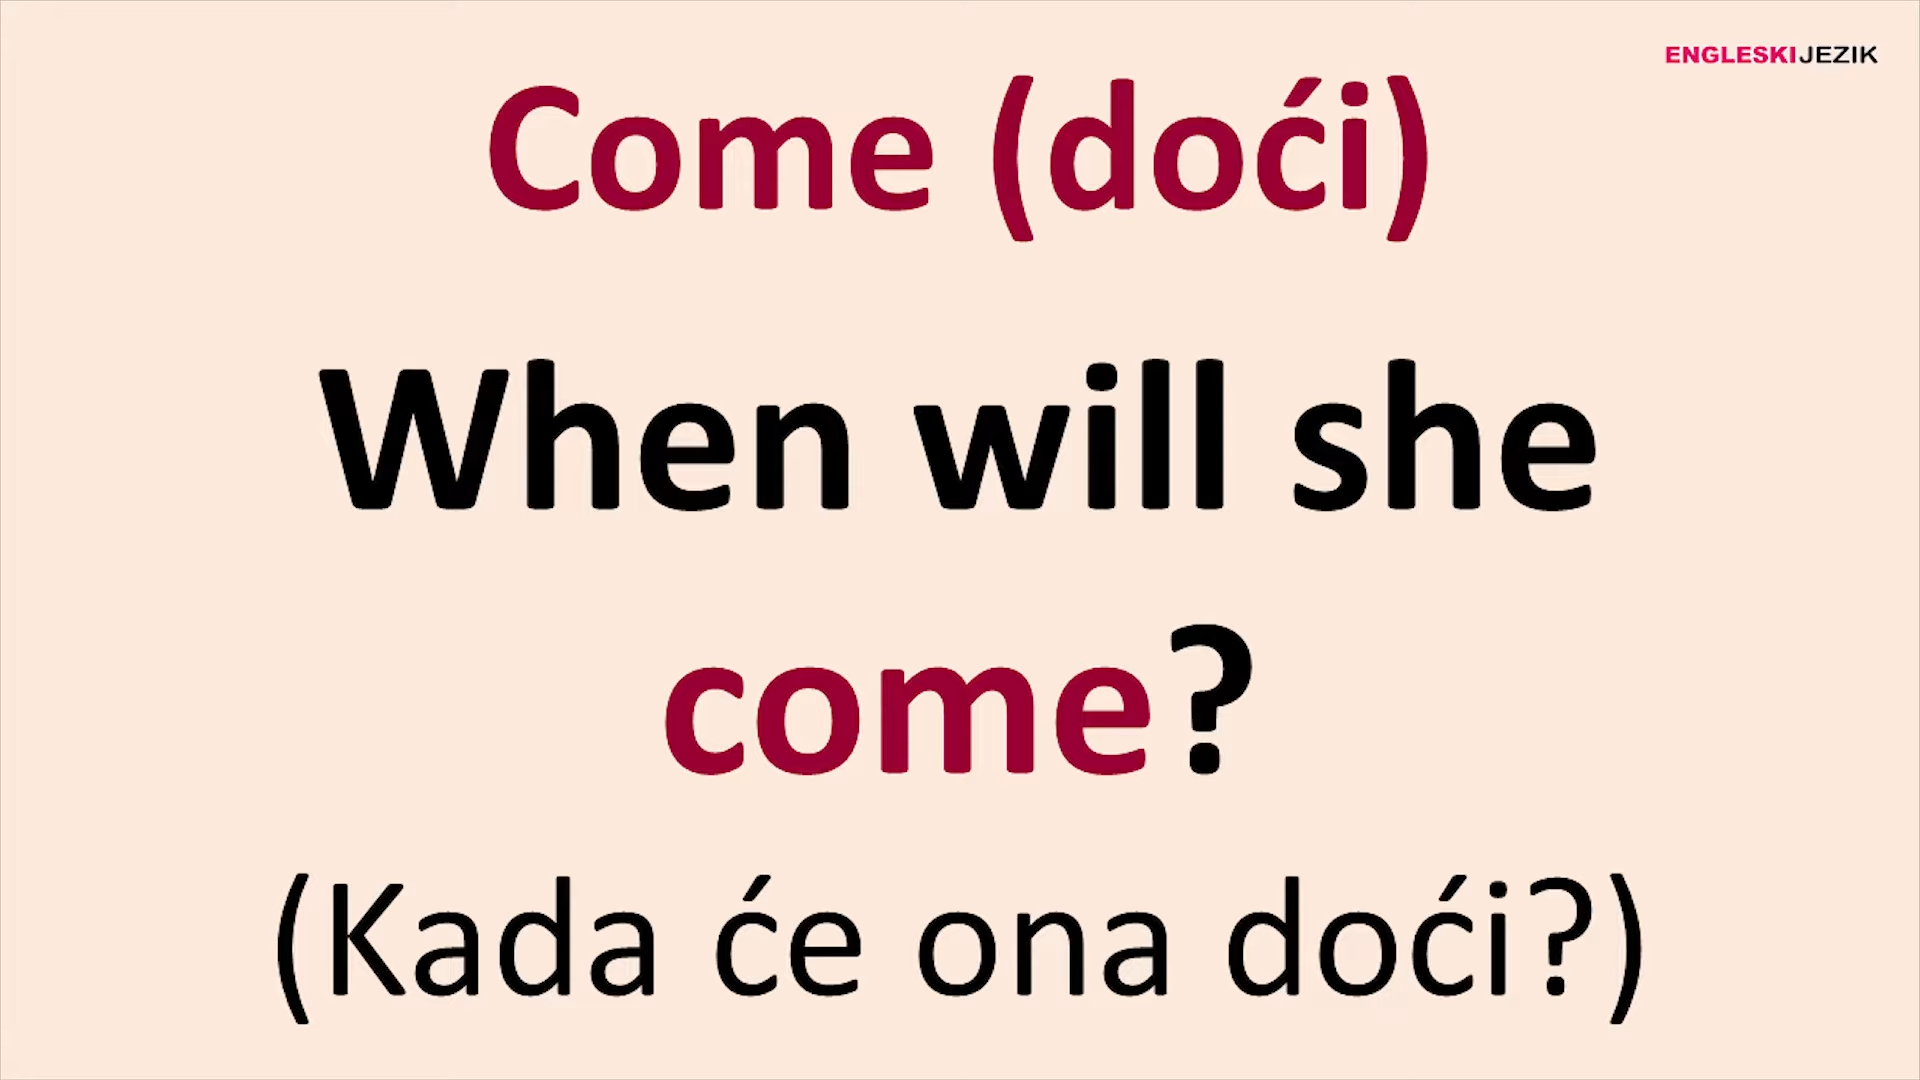 ENGLESKIJEZIK
Come (doći)
When will she
come?
(Kada će ona doći?)